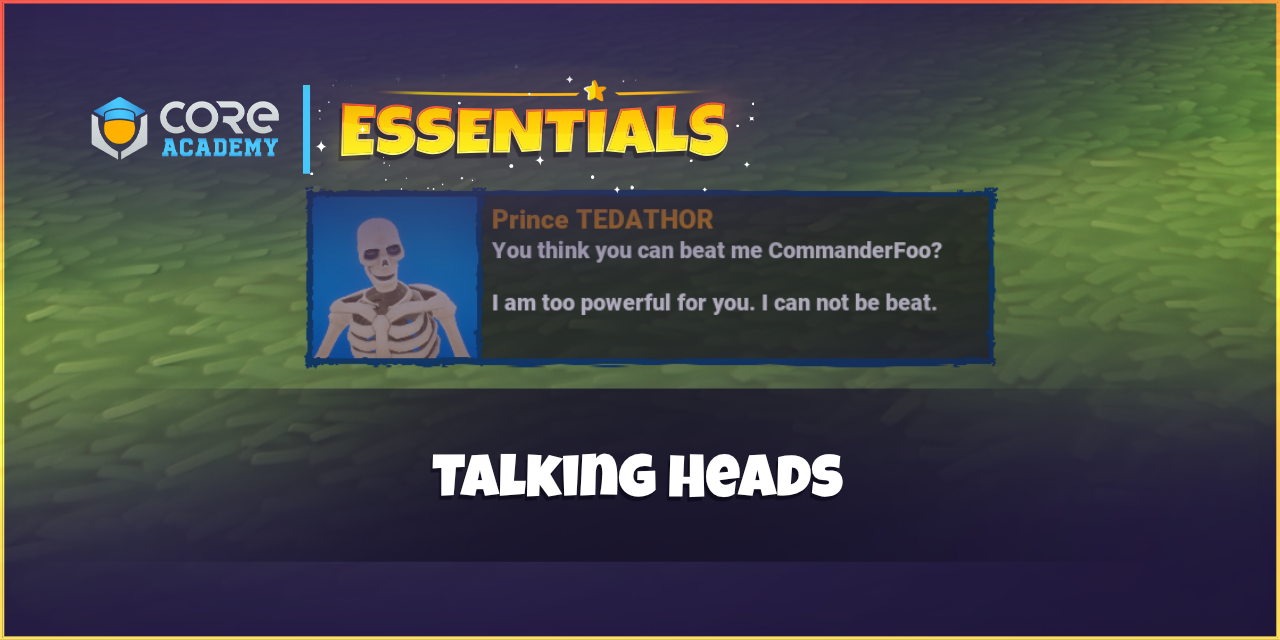 CORE
ACADEMY
ESSENTIALS
Prince TEDATHOR
You think you can beat me CommanderFoo?
I am too powerful for you. I can not be beat.
TALKING HEADS